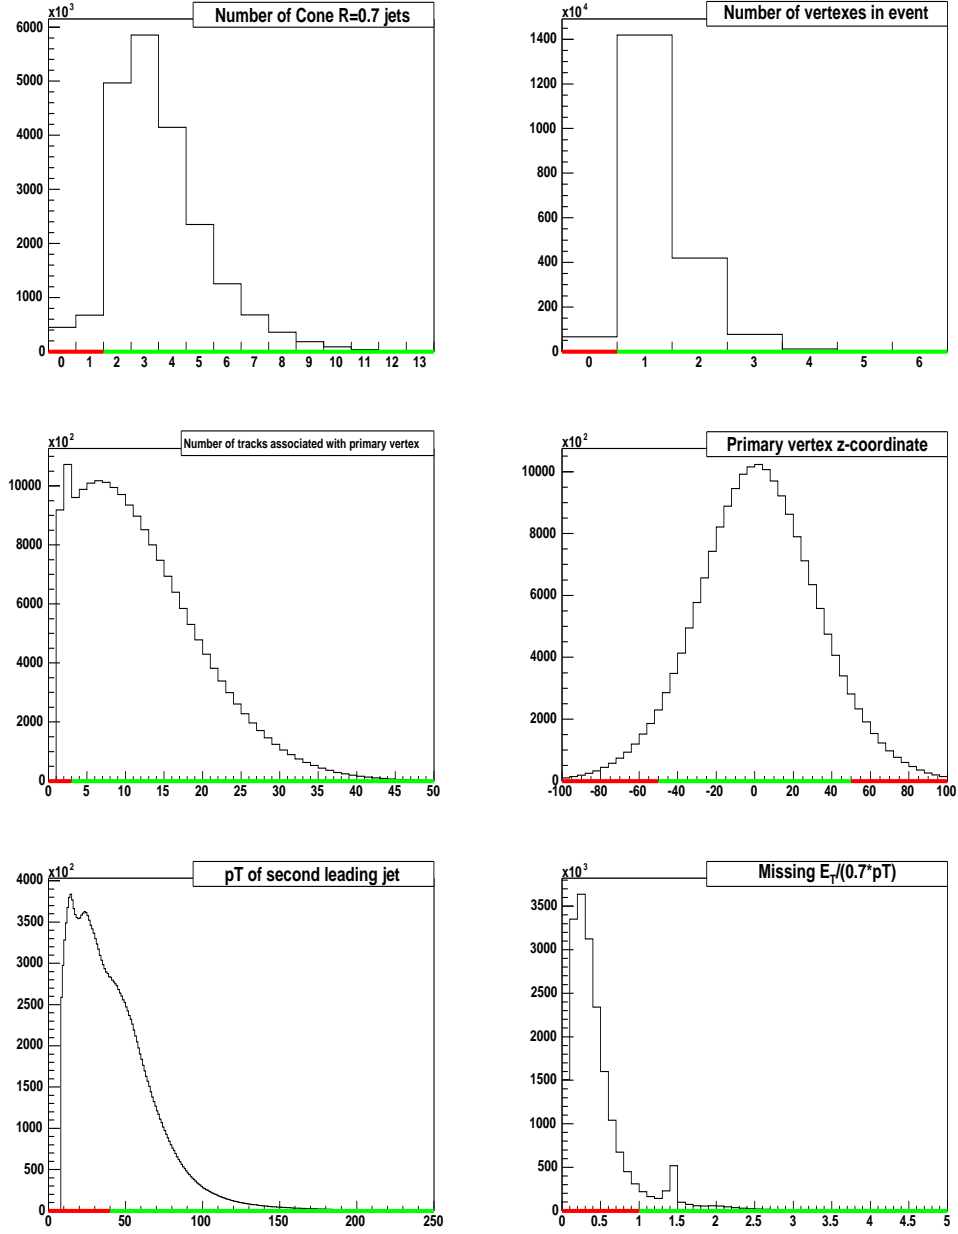 Number of Cone R=0.7 jets
x10³
6000
5000
4000
3000
2000
1000
0
0 1 2 3 4 5 6 7 8 9 10 11 12 13
Number of vertexes in event
x10⁴
1400
1200
1000
800
600
400
200
0
0 1 2 3 4 5 6
Number of tracks associated with primary vertex
x10²
10000
8000
6000
4000
2000
0
0 5 10 15 20 25 30 35 40 45 50
Primary vertex z-coordinate
x10²
10000
8000
6000
4000
2000
0
-100 -80 -60 -40 -20 0 20 40 60 80 100
pT of second leading jet
x10²
4000
3500
3000
2500
2000
1500
1000
500
0
0 50 100 150 200 250
Missing E_T/(0.7*pT)
x10³
3500
3000
2500
2000
1500
1000
500
0
0 0.5 1 1.5 2 2.5 3 3.5 4 4.5 5